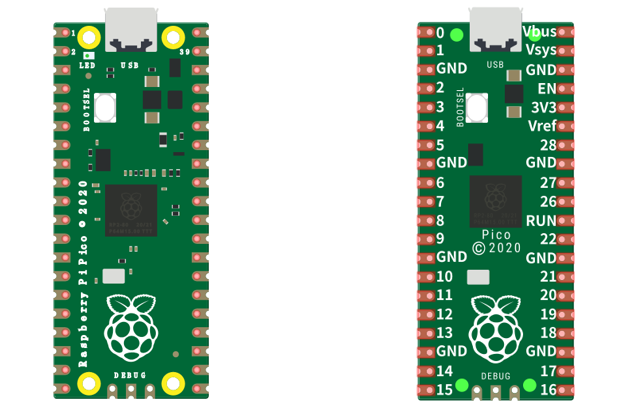 1
2
39
LED
USB
BOOTSEL
Raspberry Pi Pico © 2020
DEBUG
0
1
GND
2
3
4
5
GND
6
7
8
9
GND
10
11
12
13
GND
14
15
Vbus
Vsys
GND
EN
3V3
Vref
28
GND
27
26
RUN
22
GND
21
20
19
18
GND
17
16
USB
BOOTSEL
Pico
©2020
DEBUG